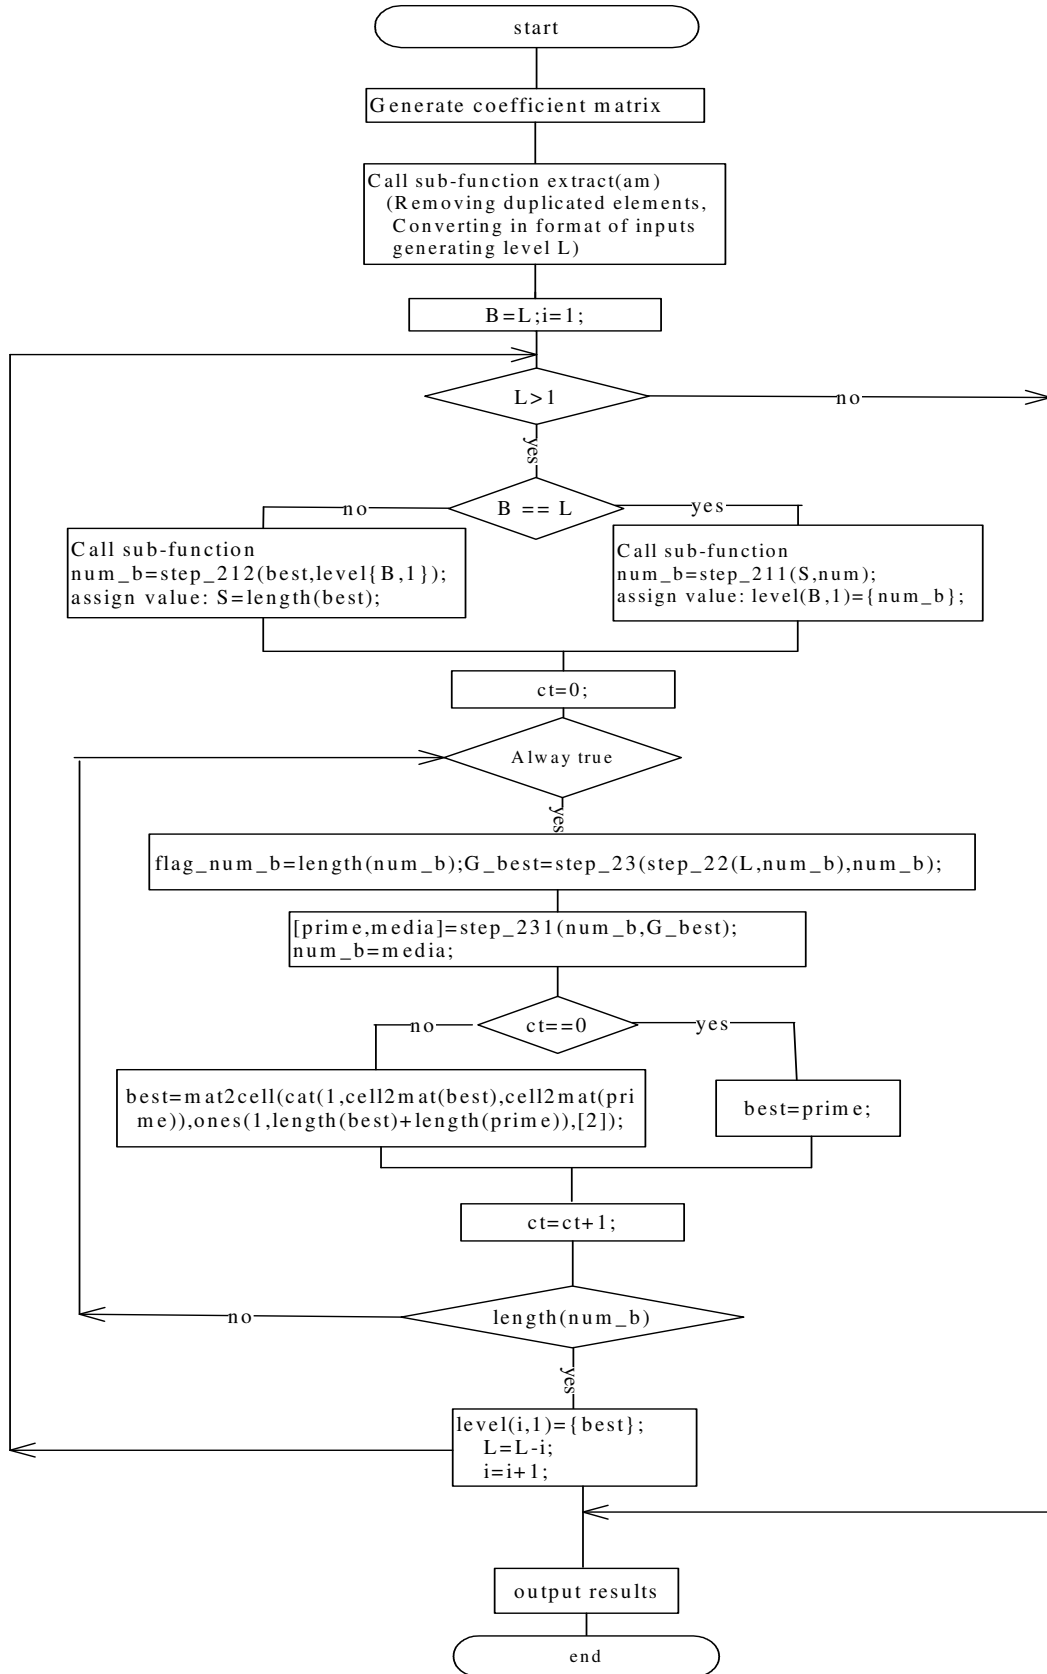 start
Generate coefficient matrix
Call sub-function extract(am)
(Removing duplicated elements,
Converting in format of inputs
generating level L)
B=L;i=1;
L>1
no
yes
B == L
no
yes
Call sub-function
num_b=step_212(best,level{B,1});
assign value: S=length(best);
Call sub-function
num_b=step_211(S,num);
assign value: level(B,1)={num_b};
ct=0;
Alway true
yes
flag_num_b=length(num_b);G_best=step_23(step_22(L,num_b),num_b);
[prime,media]=step_231(num_b,G_best);
num_b=media;
ct==0
no
yes
best=mat2cell(cat(1,cell2mat(best),cell2mat(pri
me)),ones(1,length(best)+length(prime)),[2]);
best=prime;
ct=ct+1;
length(num_b)
no
yes
level(i,1)={best};
L=L-i;
i=i+1;
output results
end